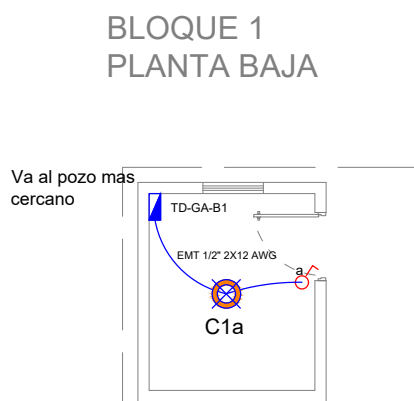 BLOQUE 1
PLANTA BAJA
Va al pozo mas
cercano
TD-GA-B1
EMT 1/2" 2X12 AWG
a
C1a